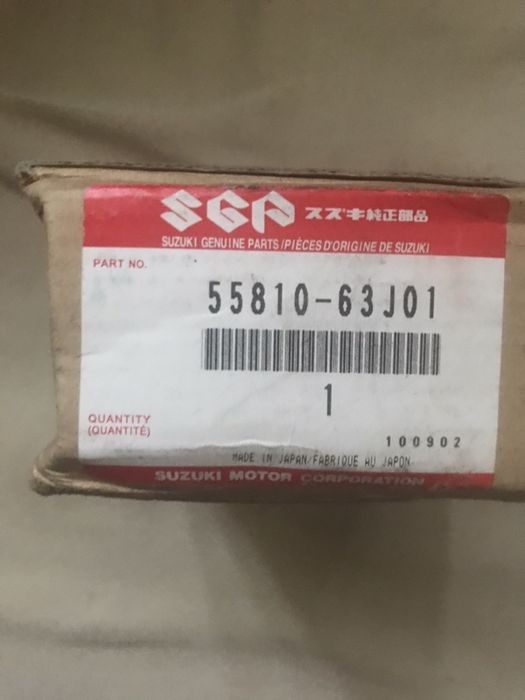 SGP スズキ純正部品
SUZUKI GENUINE PARTS/PIÈCES D'ORIGINE DE SUZUKI
PART NO.
55810-63J01
1
QUANTITY
(QUANTITÉ)
100902
MADE IN JAPAN/FABRIQUE AU JAPON
SUZUKI MOTOR CORPORATION